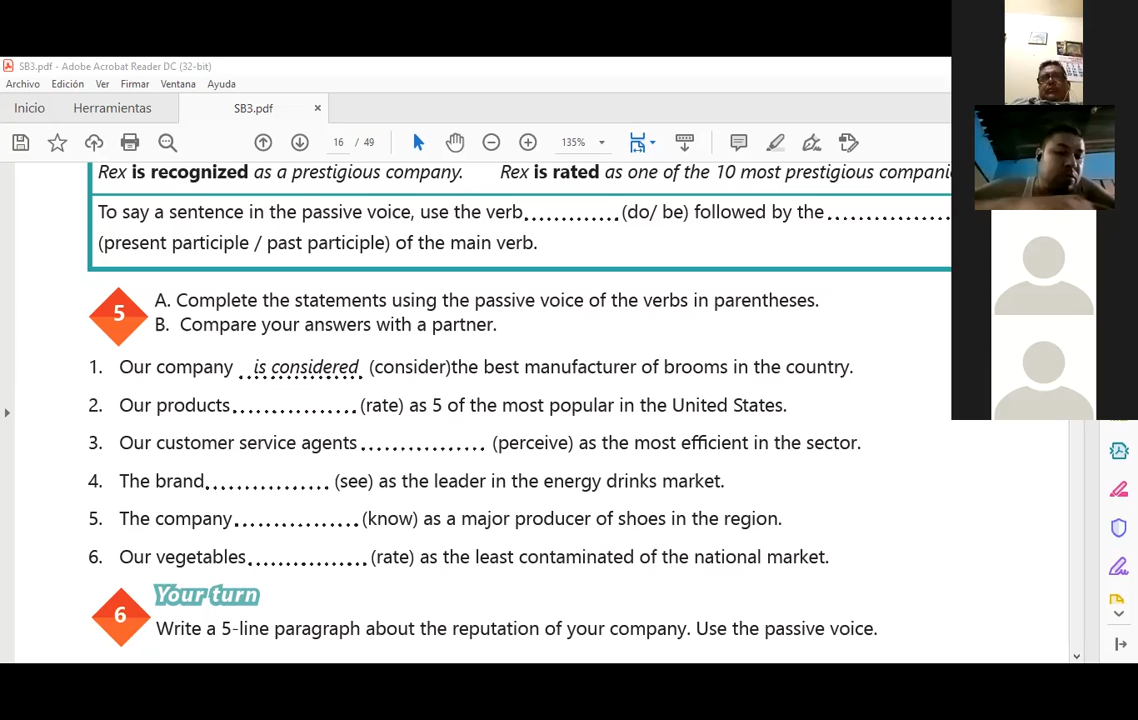 SB3.pdf - Adobe Acrobat Reader DC (32-bit)
Archivo Edición Ver Firmar Ventana Ayuda
Inicio Herramientas SB3.pdf ×
16 / 49 135%
Rex is recognized as a prestigious company. Rex is rated as one of the 10 most prestigious compani
To say a sentence in the passive voice, use the verb.............(do/ be) followed by the .................
(present participle / past participle) of the main verb.
5
A. Complete the statements using the passive voice of the verbs in parentheses.
B. Compare your answers with a partner.
1. Our company ..is considered. (consider)the best manufacturer of brooms in the country.
2. Our products................(rate) as 5 of the most popular in the United States.
3. Our customer service agents ................ (perceive) as the most efficient in the sector.
4. The brand................ (see) as the leader in the energy drinks market.
5. The company ................(know) as a major producer of shoes in the region.
6. Our vegetables............... (rate) as the least contaminated of the national market.
Your turn
6
Write a 5-line paragraph about the reputation of your company. Use the passive voice.